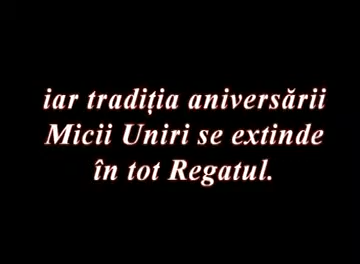 iar tradiția aniversării
Micii Uniri se extinde
în tot Regatul.